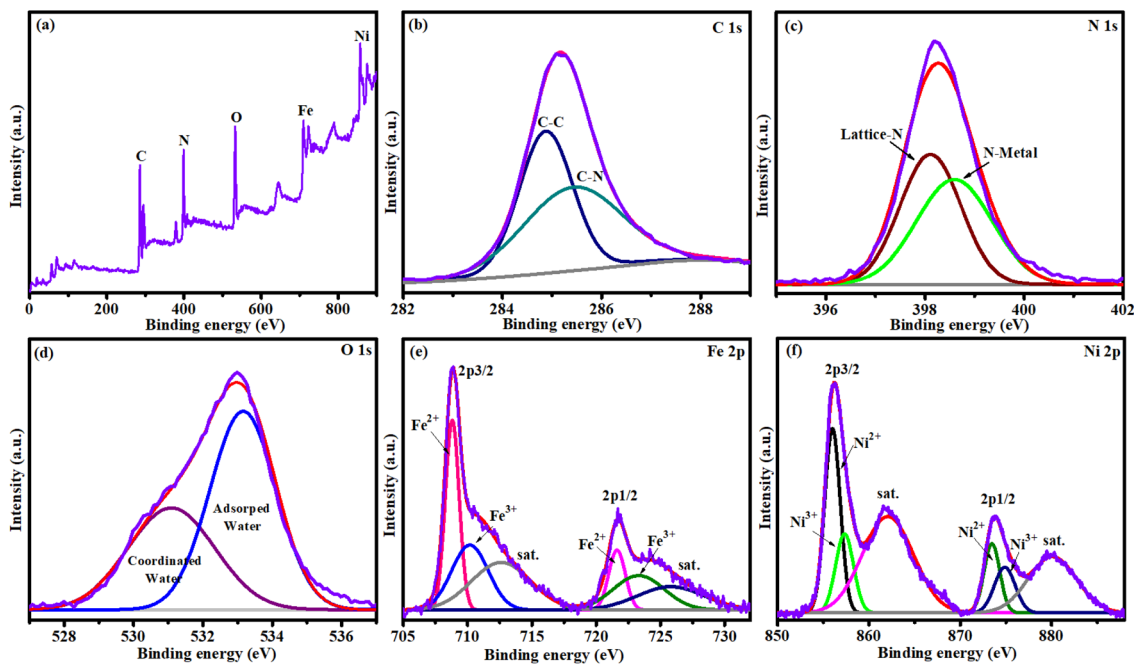 (a)
Ni
Fe
O
N
C
Intensity (a.u.)
0 200 400 600 800
Binding energy (eV)
(b)
C 1s
C-C
C-N
Intensity (a.u.)
282 284 286 288
Binding energy (eV)
(c)
N 1s
Lattice-N
N-Metal
Intensity (a.u.)
396 398 400 402
Binding energy (eV)
(d)
O 1s
Adsorped
Water
Coordinated
Water
Intensity (a.u.)
528 530 532 534 536
Binding energy (eV)
(e)
Fe 2p
2p3/2
Fe2+
Fe3+
sat.
2p1/2
Fe2+
Fe3+
sat.
Intensity (a.u.)
705 710 715 720 725 730
Binding energy (eV)
(f)
Ni 2p
2p3/2
Ni2+
Ni3+
sat.
2p1/2
Ni2+
Ni3+
sat.
Intensity (a.u.)
850 860 870 880
Binding energy (eV)